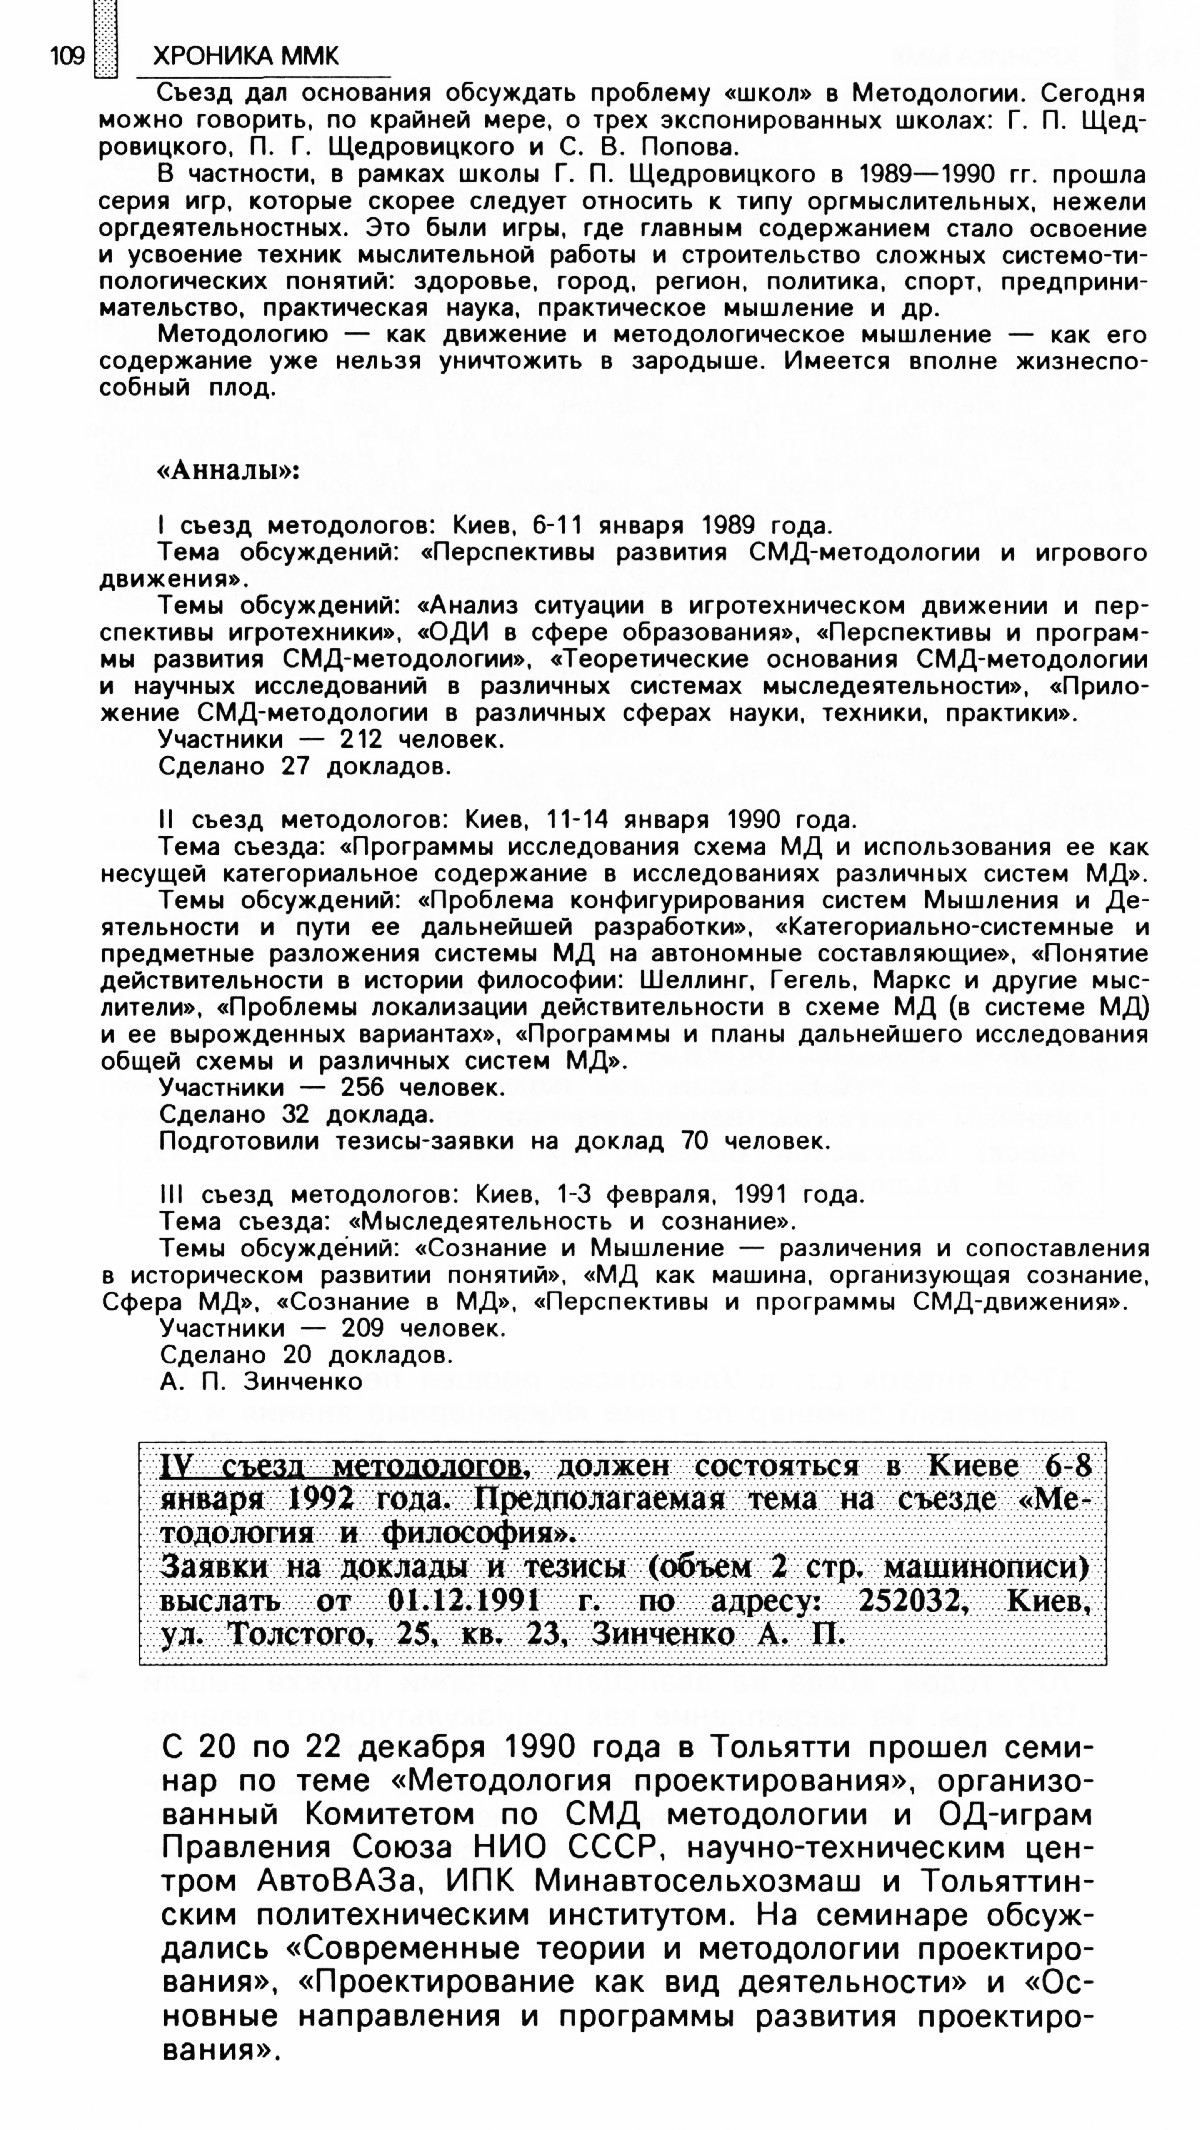 109 ХРОНИКА ММК
Съезд дал основания обсуждать проблему «школ» в Методологии. Сегодня
можно говорить, по крайней мере, о трех экспонированных школах: Г. П. Щед-
ровицкого, П. Г. Щедровицкого и С. В. Попова.
В частности, в рамках школы Г. П. Щедровицкого в 1989—1990 гг. прошла
серия игр, которые скорее следует относить к типу оргмыслительных, нежели
оргдеятельностных. Это были игры, где главным содержанием стало освоение
и усвоение техник мыслительной работы и строительство сложных системо-ти-
пологических понятий: здоровье, город, регион, политика, спорт, предприни-
мательство, практическая наука, практическое мышление и др.
Методологию — как движение и методологическое мышление — как его
содержание уже нельзя уничтожить в зародыше. Имеется вполне жизнеспо-
собный плод.
«Анналы»:
I съезд методологов: Киев, 6-11 января 1989 года.
Тема обсуждений: «Перспективы развития СМД-методологии и игрового
движения».
Темы обсуждений: «Анализ ситуации в игротехническом движении и пер-
спективы игротехники», «ОДИ в сфере образования», «Перспективы и програм-
мы развития СМД-методологии», «Теоретические основания СМД-методологии
и научных исследований в различных системах мыследеятельности», «Прило-
жение СМД-методологии в различных сферах науки, техники, практики».
Участники — 212 человек.
Сделано 27 докладов.
II съезд методологов: Киев, 11-14 января 1990 года.
Тема съезда: «Программы исследования схема МД и использования ее как
несущей категориальное содержание в исследованиях различных систем МД».
Темы обсуждений: «Проблема конфигурирования систем Мышления и Де-
ятельности и пути ее дальнейшей разработки», «Категориально-системные и
предметные разложения системы МД на автономные составляющие», «Понятие
действительности в истории философии: Шеллинг, Гегель, Маркс и другие мыс-
лители», «Проблемы локализации действительности в схеме МД (в системе МД)
и ее вырожденных вариантах», «Программы и планы дальнейшего исследования
общей схемы и различных систем МД».
Участники — 256 человек.
Сделано 32 доклада.
Подготовили тезисы-заявки на доклад 70 человек.
III съезд методологов: Киев, 1-3 февраля, 1991 года.
Тема съезда: «Мыследеятельность и сознание».
Темы обсуждений: «Сознание и Мышление — различения и сопоставления
в историческом развитии понятий», «МД как машина, организующая сознание,
Сфера МД», «Сознание в МД», «Перспективы и программы СМД-движения».
Участники — 209 человек.
Сделано 20 докладов.
А. П. Зинченко
IV съезд методологов, должен состояться в Киеве 6-8
января 1992 года. Предполагаемая тема на съезде «Ме-
тодология и философия».
Заявки на доклады и тезисы (объем 2 стр. машинописи)
выслать от 01.12.1991 г. по адресу: 252032, Киев,
ул. Толстого, 25, кв. 23, Зинченко А. П.
С 20 по 22 декабря 1990 года в Тольятти прошел семи-
нар по теме «Методология проектирования», организо-
ванный Комитетом по СМД методологии и ОД-играм
Правления Союза НИО СССР, научно-техническим цен-
тром АвтоВАЗа, ИПК Минавтосельхозмаш и Тольяттин-
ским политехническим институтом. На семинаре обсуж-
дались «Современные теории и методологии проектиро-
вания», «Проектирование как вид деятельности» и «Ос-
новные направления и программы развития проектиро-
вания».